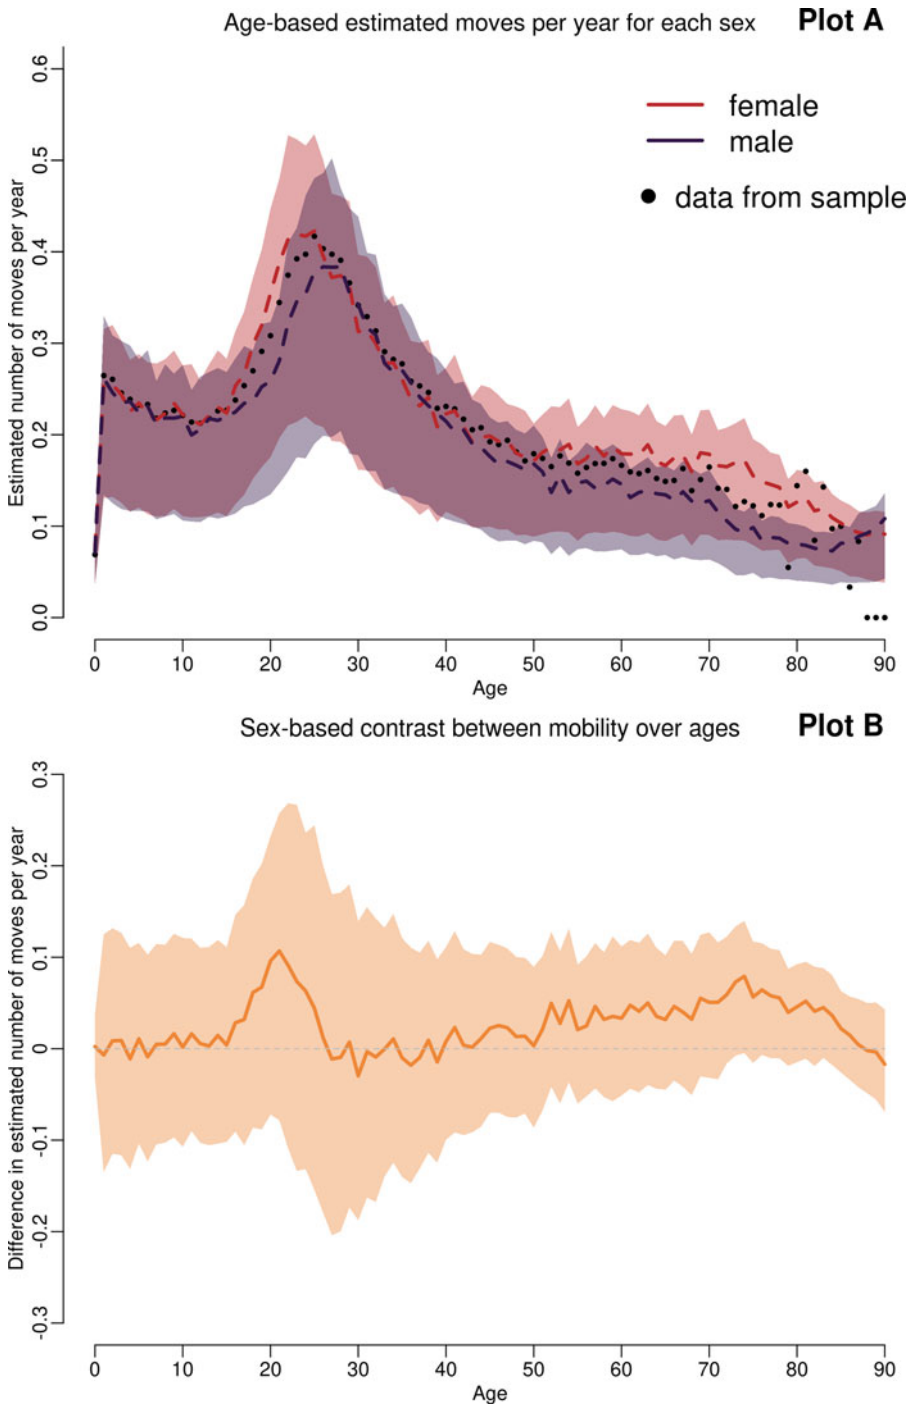 Age-based estimated moves per year for each sex Plot A
Estimated number of moves per year
0.6
0.5
0.4
0.3
0.2
0.1
0.0
female
male
data from sample
0 10 20 30 40 50 60 70 80 90
Age
Sex-based contrast between mobility over ages Plot B
Difference in estimated number of moves per year
0.3
0.2
0.1
0
-0.1
-0.2
-0.3
0 10 20 30 40 50 60 70 80 90
Age